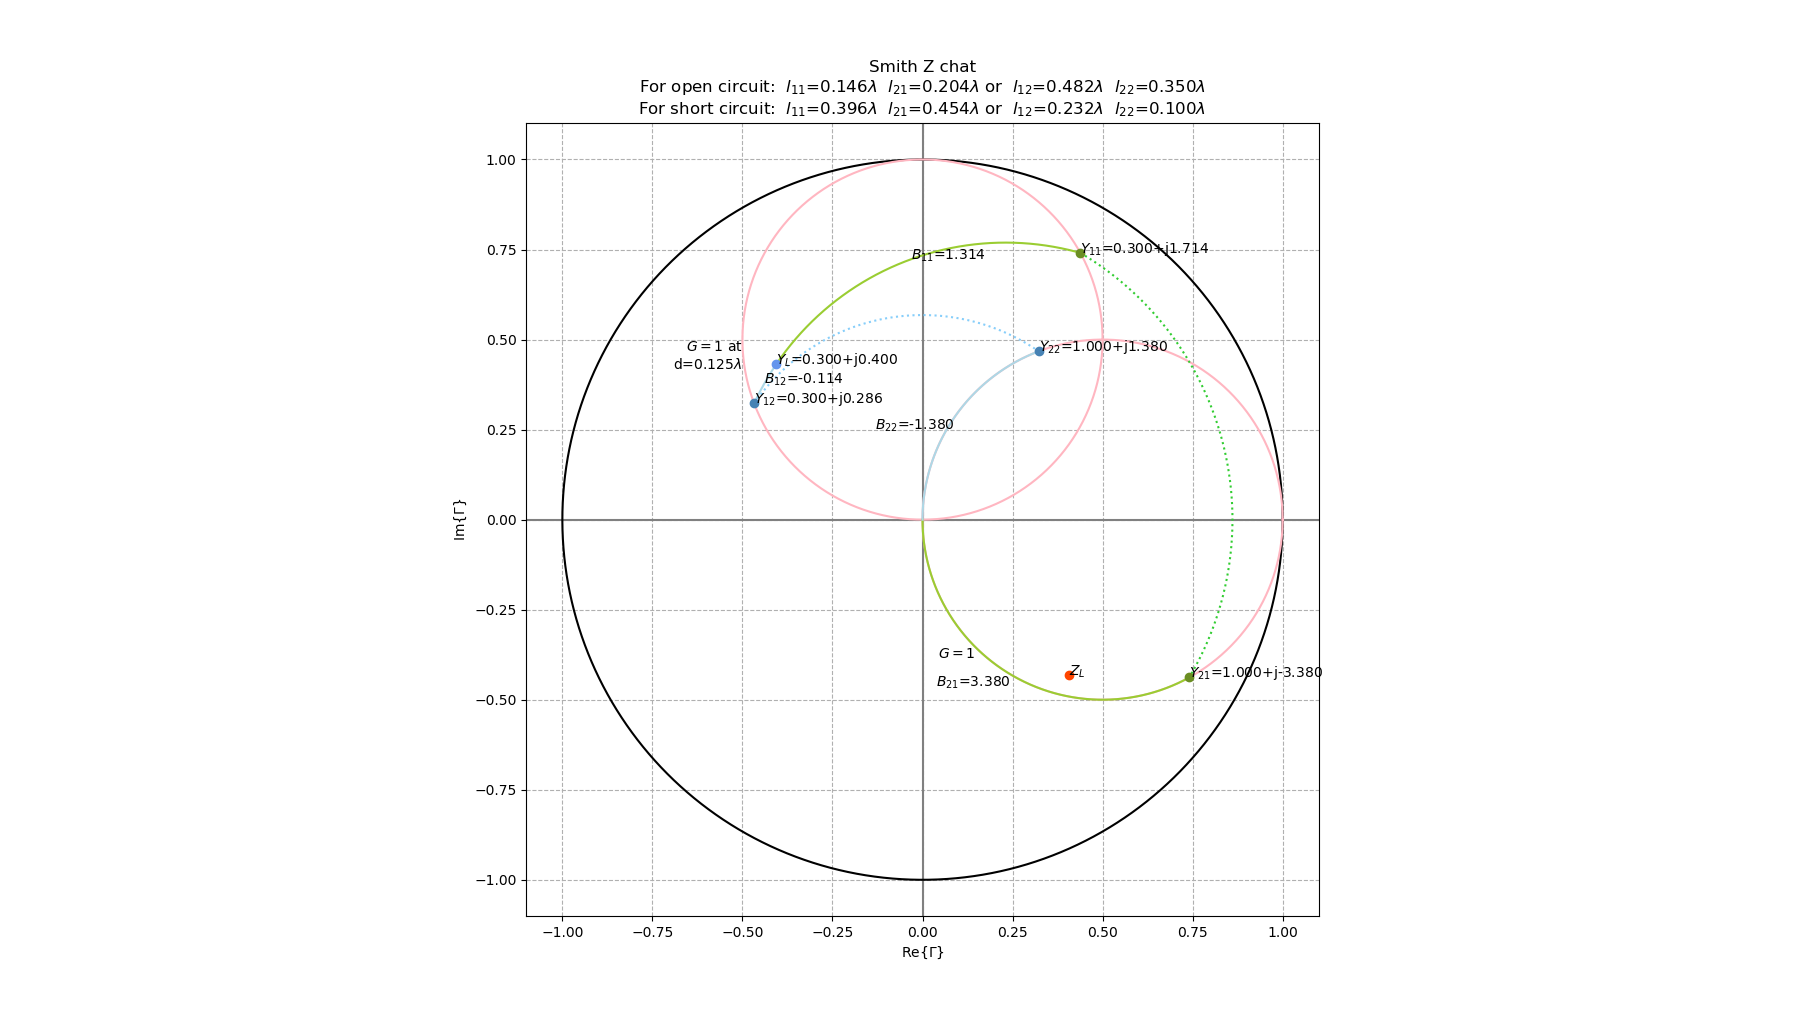 Smith Z chat
For open circuit: l₁₁=0.146λ l₂₁=0.204λ or l₁₂=0.482λ l₂₂=0.350λ
For short circuit: l₁₁=0.396λ l₂₁=0.454λ or l₁₂=0.232λ l₂₂=0.100λ
1.00
0.75
0.50
0.25
0.00
−0.25
−0.50
−0.75
−1.00
Im{Γ}
Y₁₁=0.300+j1.714
B₁₁=1.314
G = 1 at
d=0.125λ
Y₂₂=1.000+j1.380
Y_L=0.300+j0.400
B₁₂=-0.114
Y₁₂=0.300+j0.286
B₂₂=-1.380
G = 1
B₂₁=3.380
Z_L
Y₂₁=1.000+j-3.380
−1.00 −0.75 −0.50 −0.25 0.00 0.25 0.50 0.75 1.00
Re{Γ}